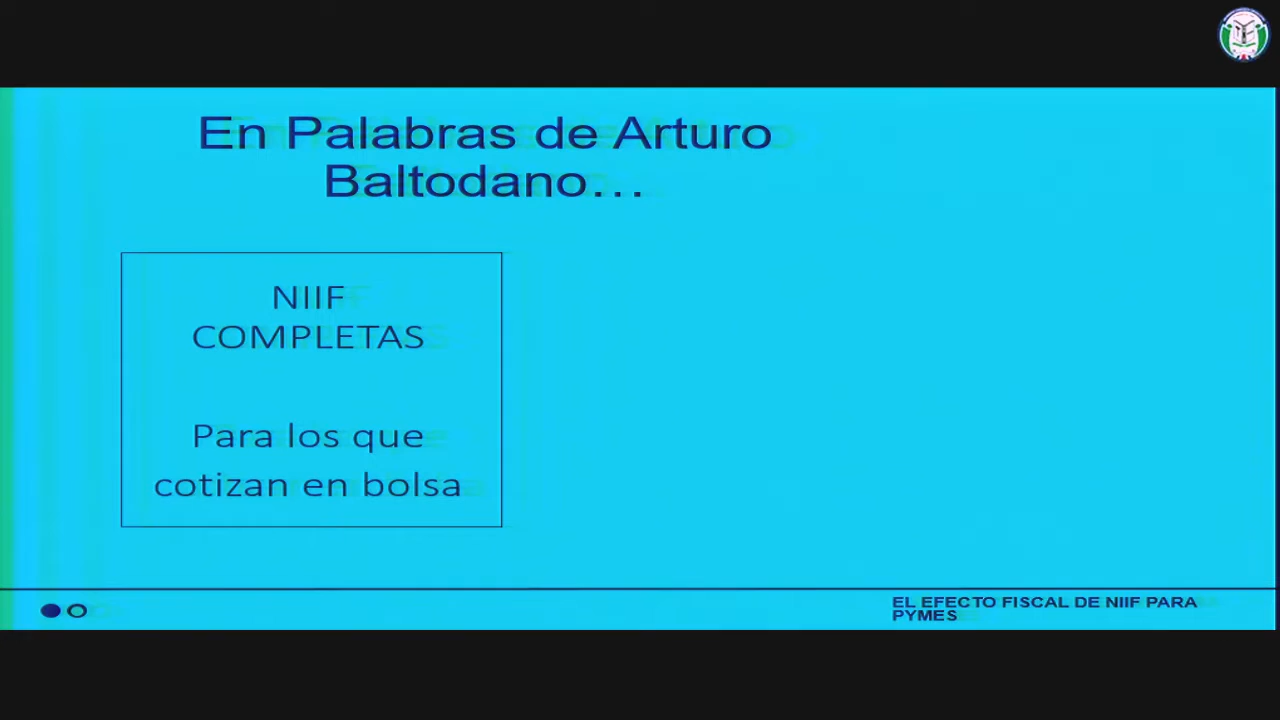 En Palabras de Arturo
Baltodano...
NIIF
COMPLETAS
Para los que
cotizan en bolsa
EL EFECTO FISCAL DE NIIF PARA
PYMES